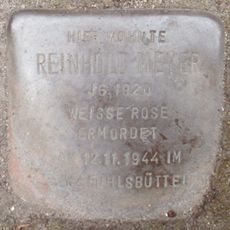 HIER WOHNTE
REINHOLD MEYER
JG. 1920
WEISSE ROSE
ERMORDET
12.11.1944 IM
FUHLSBÜTTEL